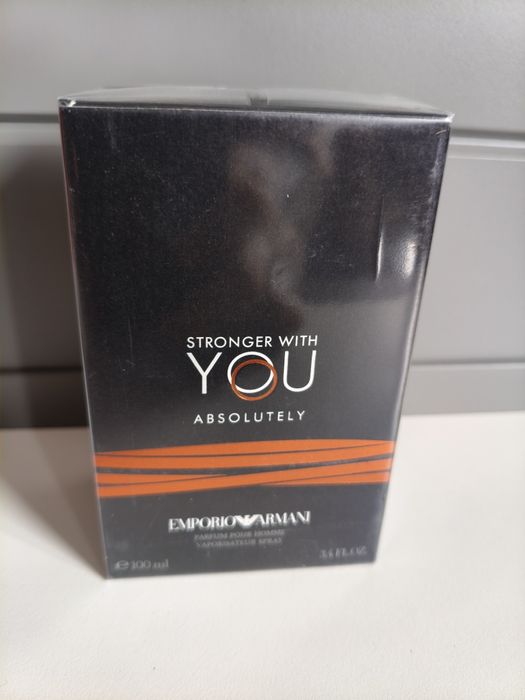 STRONGER WITH
YOU
ABSOLUTELY
EMPORIO ARMANI
PARFUM POUR HOMME
VAPORISATEUR SPRAY
℮ 100 ml 3.4 FL.OZ.